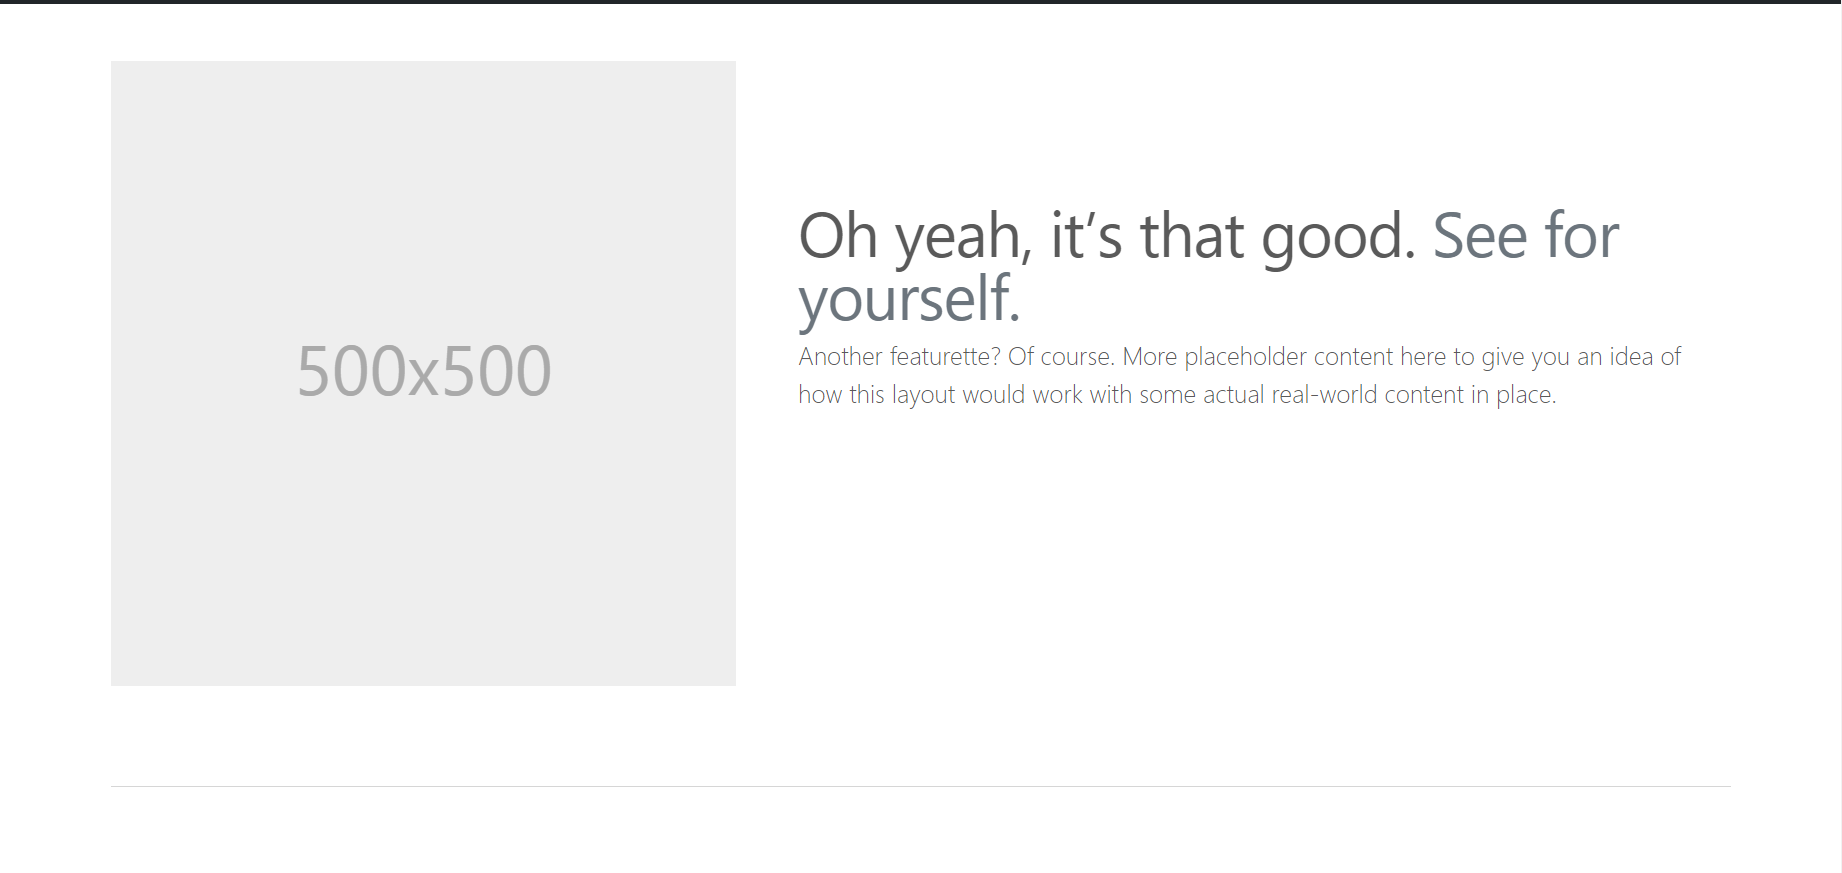 500x500
Oh yeah, it’s that good. See for
yourself.
Another featurette? Of course. More placeholder content here to give you an idea of
how this layout would work with some actual real-world content in place.